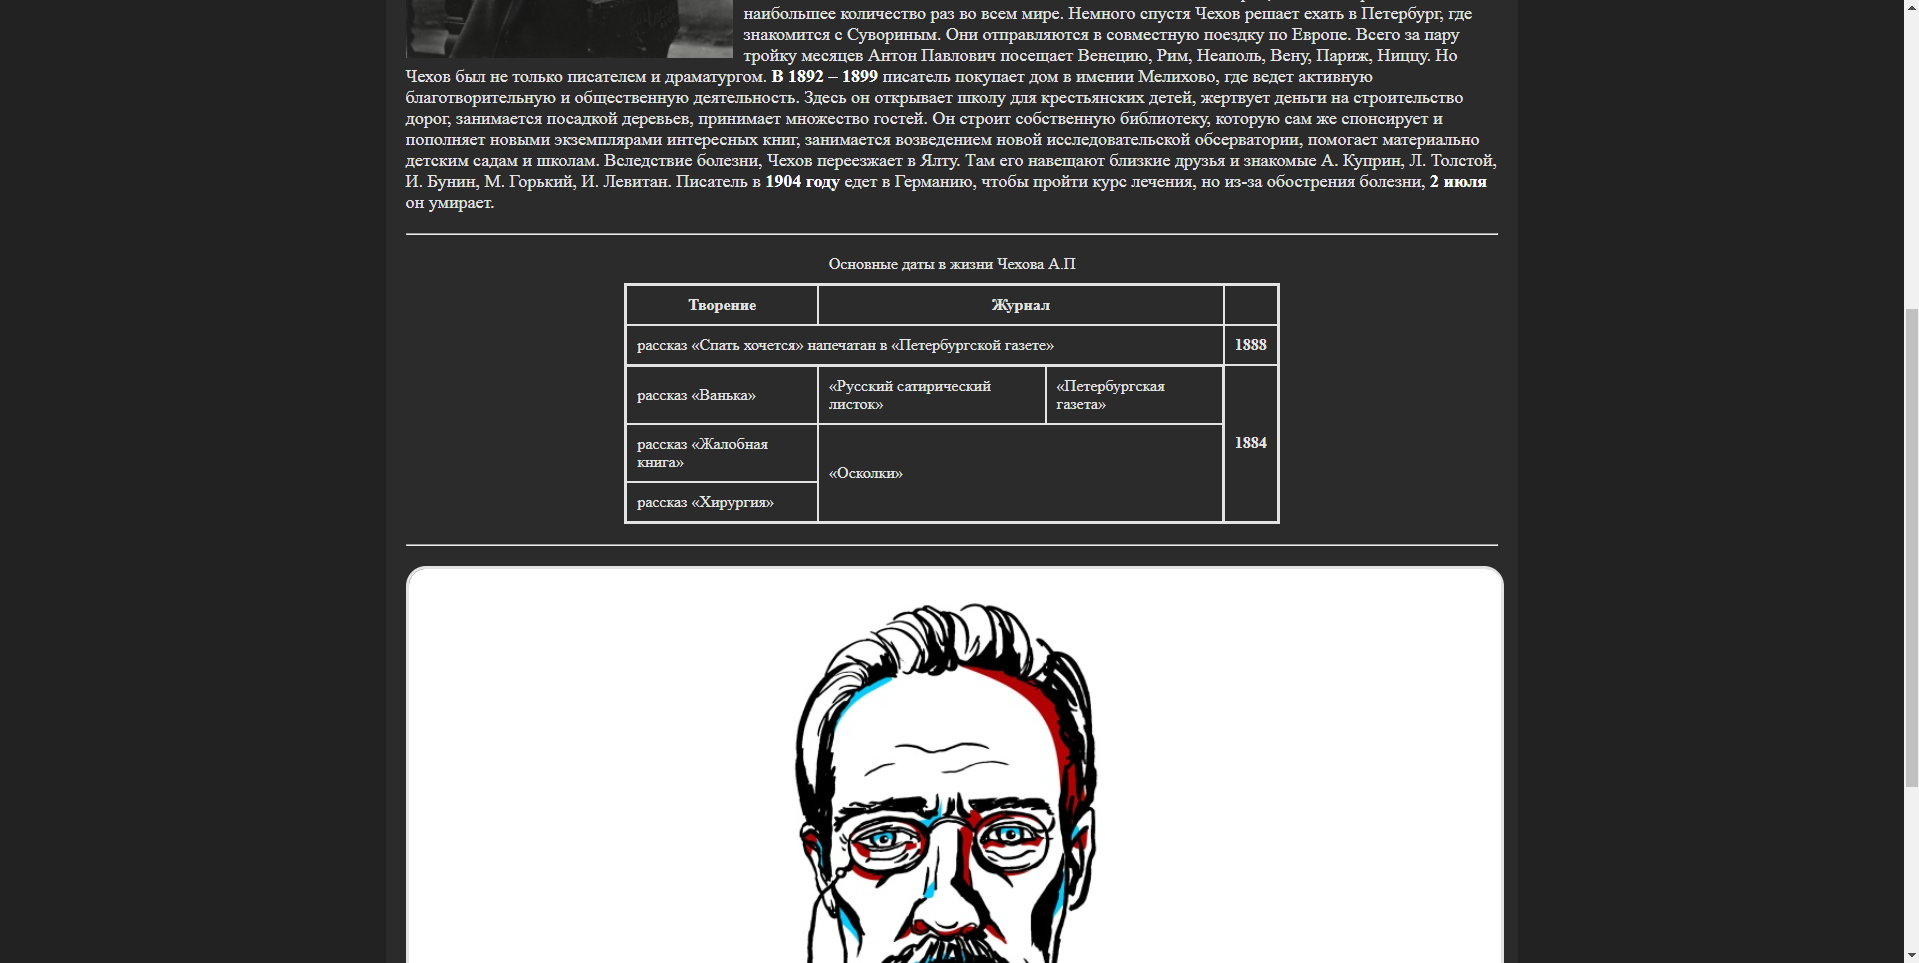 наибольшее количество раз во всем мире. Немного спустя Чехов решает ехать в Петербург, где
знакомится с Сувориным. Они отправляются в совместную поездку по Европе. Всего за пару
тройку месяцев Антон Павлович посещает Венецию, Рим, Неаполь, Вену, Париж, Ниццу. Но
Чехов был не только писателем и драматургом. В 1892 – 1899 писатель покупает дом в имении Мелихово, где ведет активную
благотворительную и общественную деятельность. Здесь он открывает школу для крестьянских детей, жертвует деньги на строительство
дорог, занимается посадкой деревьев, принимает множество гостей. Он строит собственную библиотеку, которую сам же спонсирует и
пополняет новыми экземплярами интересных книг, занимается возведением новой исследовательской обсерватории, помогает материально
детским садам и школам. Вследствие болезни, Чехов переезжает в Ялту. Там его навещают близкие друзья и знакомые А. Куприн, Л. Толстой,
И. Бунин, М. Горький, И. Левитан. Писатель в 1904 году едет в Германию, чтобы пройти курс лечения, но из-за обострения болезни, 2 июля
он умирает.
Основные даты в жизни Чехова А.П
Творение
Журнал
рассказ «Спать хочется» напечатан в «Петербургской газете»
1888
рассказ «Ванька»
«Русский сатирический
листок»
«Петербургская
газета»
1884
рассказ «Жалобная
книга»
«Осколки»
рассказ «Хирургия»